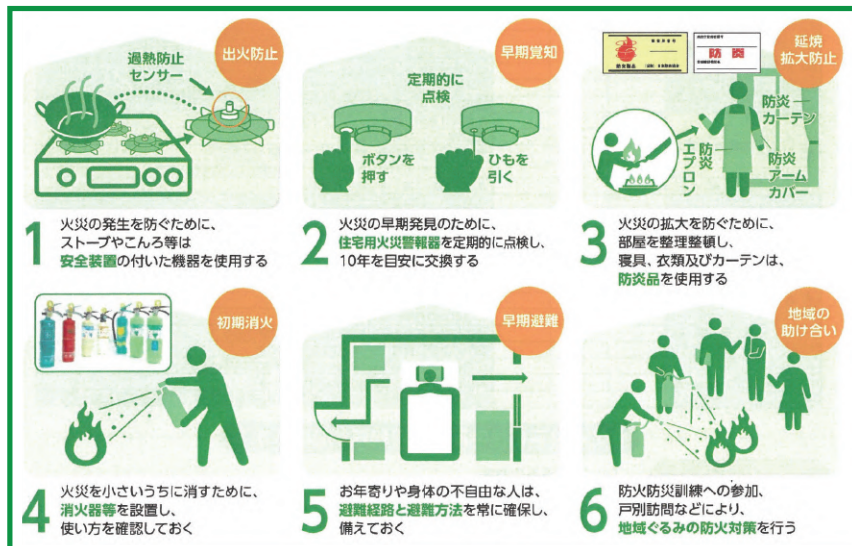 出火防止
過熱防止
センサー
1
火災の発生を防ぐために、
ストーブやこんろ等は
安全装置の付いた機器を使用する
早期覚知
定期的に
点検
ボタンを
押す
ひもを
引く
2
火災の早期発見のために、
住宅用火災警報器を定期的に点検し、
10年を目安に交換する
延焼
拡大防止
防炎
防炎
カーテン
防炎
エプロン
防炎
アーム
カバー
3
火災の拡大を防ぐために、
部屋を整理整頓し、
寝具、衣類及びカーテンは、
防炎品を使用する
初期消火
4
火災を小さいうちに消すために、
消火器等を設置し、
使い方を確認しておく
早期避難
5
お年寄りや身体の不自由な人は、
避難経路と避難方法を常に確保し、
備えておく
地域の
助け合い
6
防火防災訓練への参加、
戸別訪問などにより、
地域ぐるみの防火対策を行う